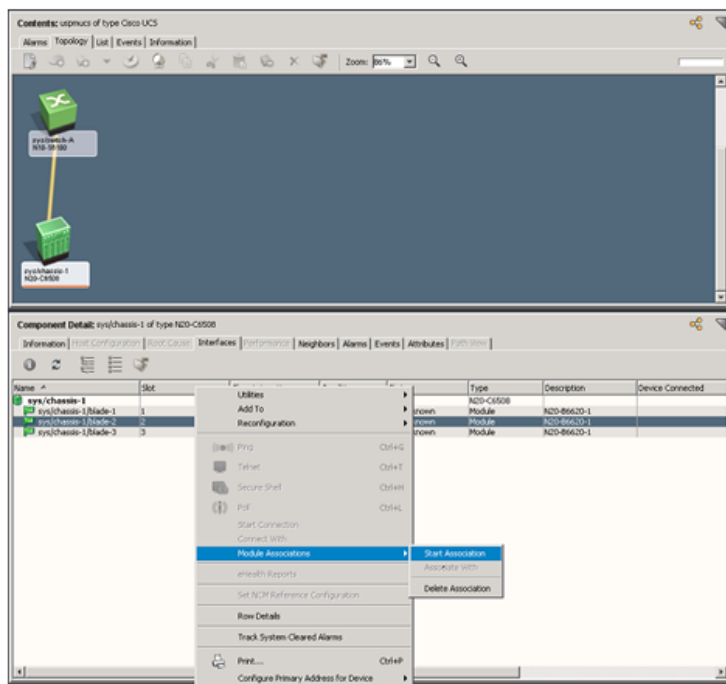 Contents: uspmucs of type Cisco UCS
Alarms Topology List Events Information
Zoom: 86%
sys/switch-A
N10-S6100
sys/chassis-1
N20-C6508
Component Detail: sys/chassis-1 of type N20-C6508
Information Host Configuration Root Cause Interfaces Performance Neighbors Alarms Events Attributes Path View
Name Slot Type Description Device Connected
sys/chassis-1 N20-C6508
sys/chassis-1/blade-1 1 Module N20-B6620-1
sys/chassis-1/blade-2 2 Module N20-B6620-1
sys/chassis-1/blade-3 3 Module N20-B6620-1
Utilities
Add To
Reconfiguration
Ping Ctrl+G
Telnet Ctrl+T
Secure Shell Ctrl+H
Ctrl+L
Start Connection
Connect With
Module Associations
Start Association
Associate With
Delete Association
eHealth Reports
Set NCM Reference Configuration
Row Details
Track System Cleared Alarms
Print... Ctrl+P
Configure Primary Address for Device